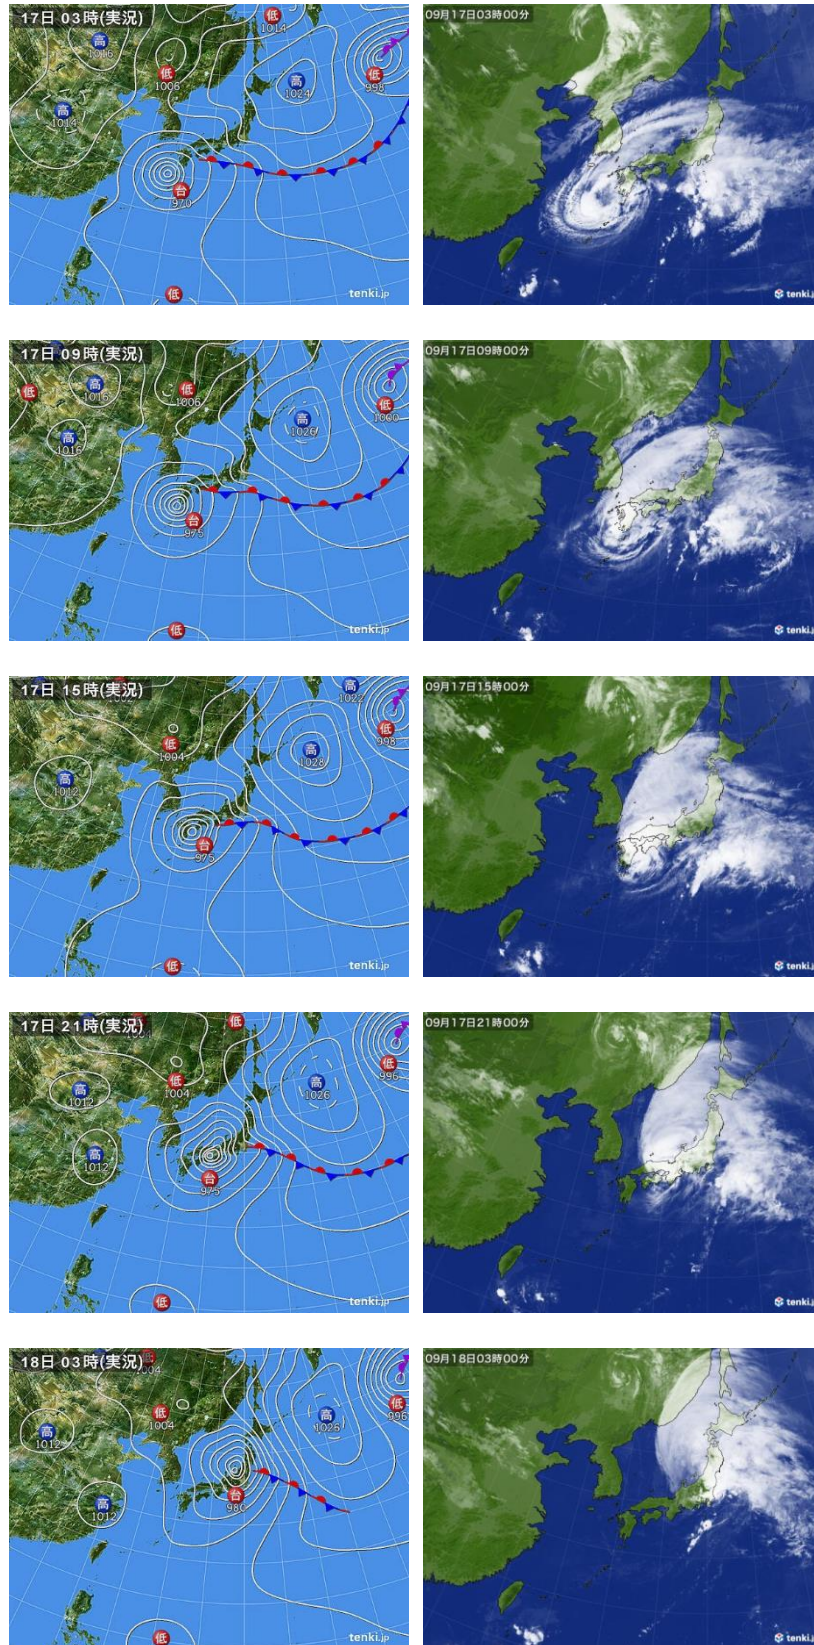 17日 03時(実況)
低
1014
高
1016
低
1006
高
1024
低
998
高
1014
台
970
低
tenki.jp
09月17日03時00分
tenki.jp
17日 09時(実況)
低
高
1016
低
1006
高
1026
低
1000
高
1016
台
975
低
tenki.jp
09月17日09時00分
tenki.jp
17日 15時(実況)
高
1022
低
998
低
1004
高
1028
高
1012
台
975
低
tenki.jp
09月17日15時00分
tenki.jp
17日 21時(実況)
1004
低
低
996
高
1012
低
1004
高
1026
高
1012
台
975
低
tenki.jp
09月17日21時00分
tenki.jp
18日 03時(実況)
低
1004
低
996
低
1004
高
1026
高
1012
台
980
高
1012
低
tenki.jp
09月18日03時00分
tenki.jp